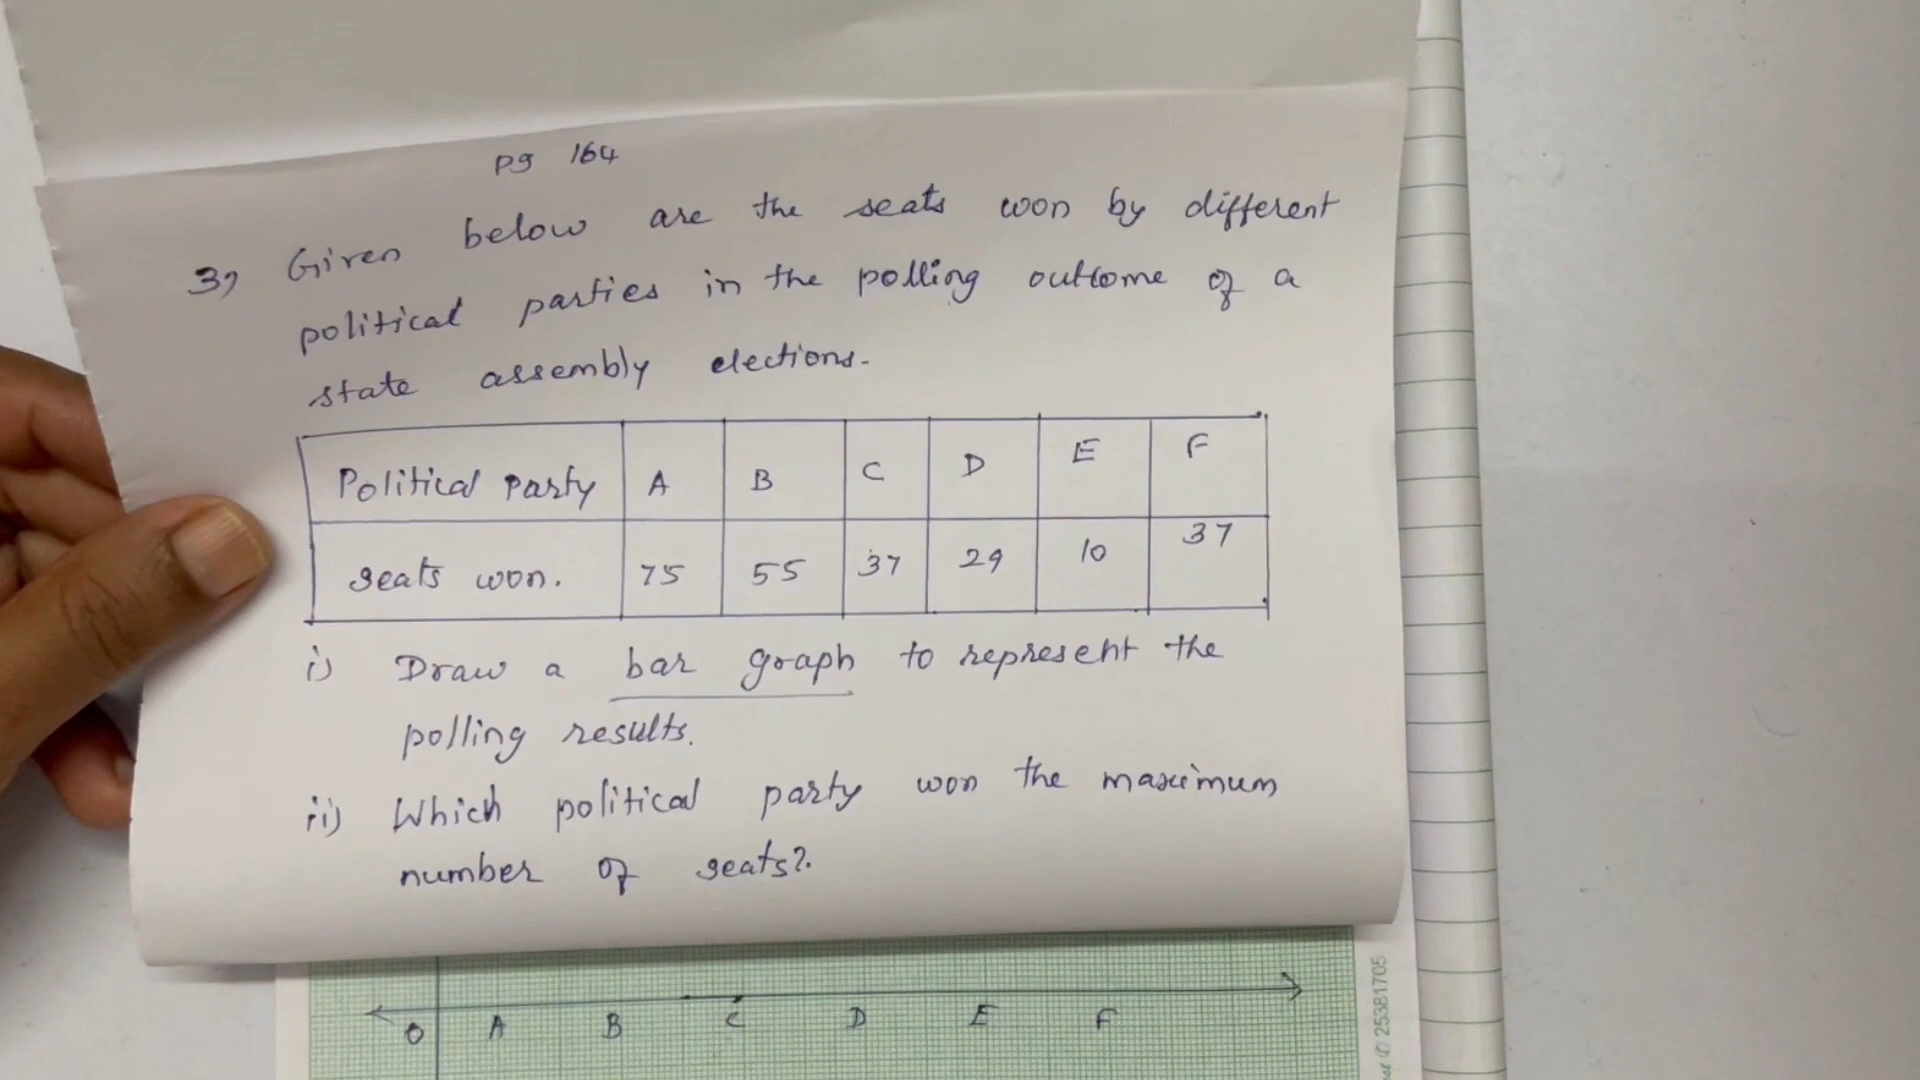 pg 164
3) Given below are the seats won by different
political parties in the polling outcome of a
state assembly elections.
Political Party A B C D E F
seats won. 75 55 37 29 10 37
i) Draw a bar graph to represent the
polling results.
ii) Which political party won the maximum
number of seats?.
O A B C D E F
25381705